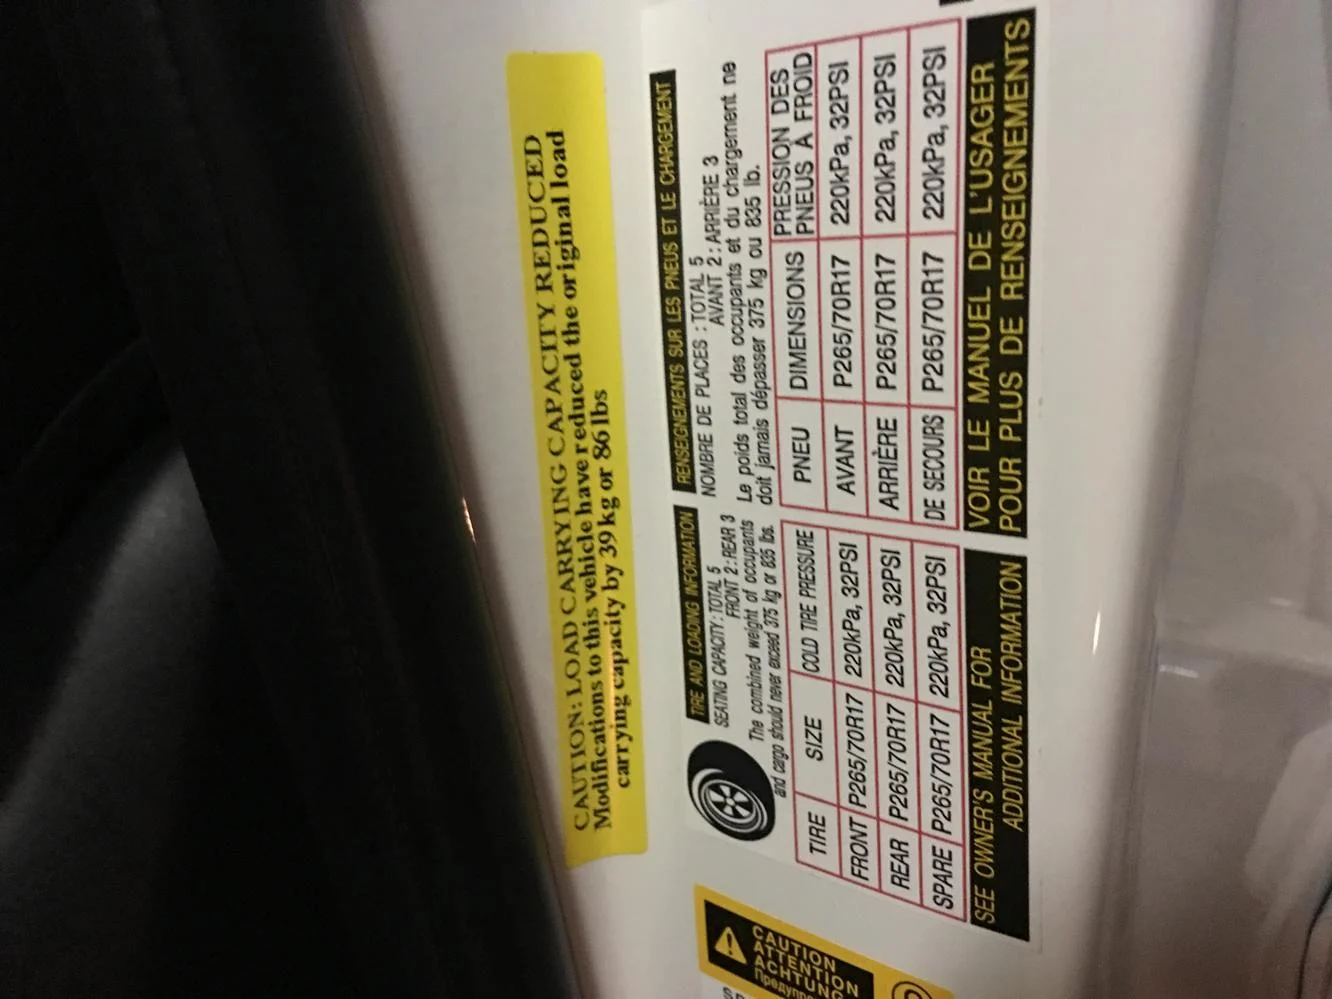 CAUTION: LOAD CARRYING CAPACITY REDUCED
Modifications to this vehicle have reduced the original load
carrying capacity by 39 kg or 86 lbs
TIRE AND LOADING INFORMATION
SEATING CAPACITY: TOTAL 5
FRONT 2: REAR 3
The combined weight of occupants
and cargo should never exceed 375 kg or 835 lbs.
TIRE SIZE COLD TIRE PRESSURE
FRONT P265/70R17 220kPa, 32PSI
REAR P265/70R17 220kPa, 32PSI
SPARE P265/70R17 220kPa, 32PSI
SEE OWNER'S MANUAL FOR
ADDITIONAL INFORMATION
RENSEIGNEMENTS SUR LES PNEUS ET LE CHARGEMENT
NOMBRE DE PLACES : TOTAL 5
AVANT 2 : ARRIÈRE 3
Le poids total des occupants et du chargement ne
doit jamais dépasser 375 kg ou 835 lb.
PNEU DIMENSIONS PRESSION DES
PNEUS À FROID
AVANT P265/70R17 220kPa, 32PSI
ARRIÈRE P265/70R17 220kPa, 32PSI
DE SECOURS P265/70R17 220kPa, 32PSI
VOIR LE MANUEL DE L'USAGER
POUR PLUS DE RENSEIGNEMENTS
CAUTION
ATTENTION
ACHTUNG